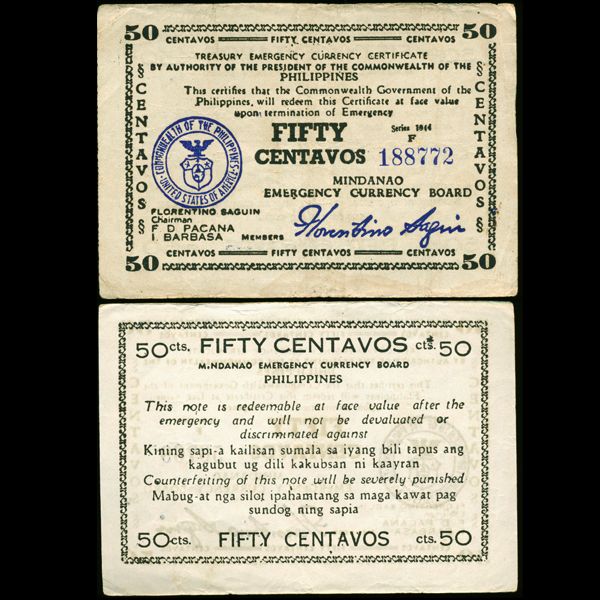 50 50
CENTAVOS FIFTY CENTAVOS CENTAVOS
TREASURY EMERGENCY CURRENCY CERTIFICATE
BY AUTHORITY OF THE PRESIDENT OF THE COMMONWEALTH OF THE
PHILIPPINES
This certifies that the Commonwealth Government of the
Philippines, will redeem this Certificate at face value
upon termination of Emergency
§ CENTAVOS §
§ CENTAVOS §
FIFTY
CENTAVOS
Series 1944
F
188772
COMMONWEALTH OF THE PHILIPPINES
UNITED STATES OF AMERICA
MINDANAO
EMERGENCY CURRENCY BOARD
FLORENTINO SAGUIN
Chairman
F D PACANA
I. BARBASA MEMBERS
Florentino Saguin
CENTAVOS FIFTY CENTAVOS CENTAVOS
50 50
50cts. FIFTY CENTAVOS cts. 50
MINDANAO EMERGENCY CURRENCY BOARD
PHILIPPINES
This note is redeemable at face value after the
emergency and will not be devaluated or
discriminated against
Kining sapi-a kailisan sumala sa iyang bili tapus ang
kagubut ug dili kakubsan ni kaayran
Counterfeiting of this note will be severely punished
Mabug-at nga silot ipahamtang sa maga kawat pag
sundog ning sapia
50cts. FIFTY CENTAVOS cts. 50